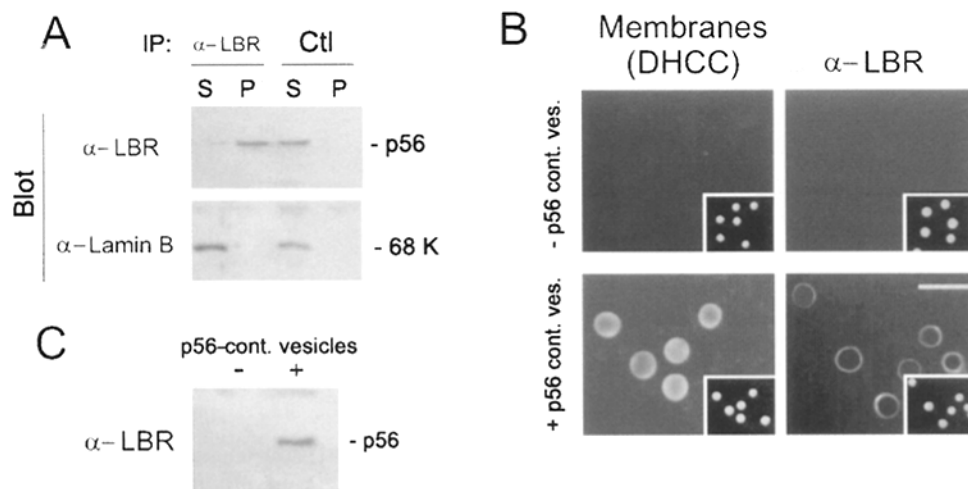 A
IP: α-LBR Ctl
S P S P
α-LBR - p56
Blot
α-Lamin B - 68 K
C
p56-cont. vesicles
- +
α-LBR - p56
B
Membranes
(DHCC) α-LBR
- p56 cont. ves.
+ p56 cont. ves.